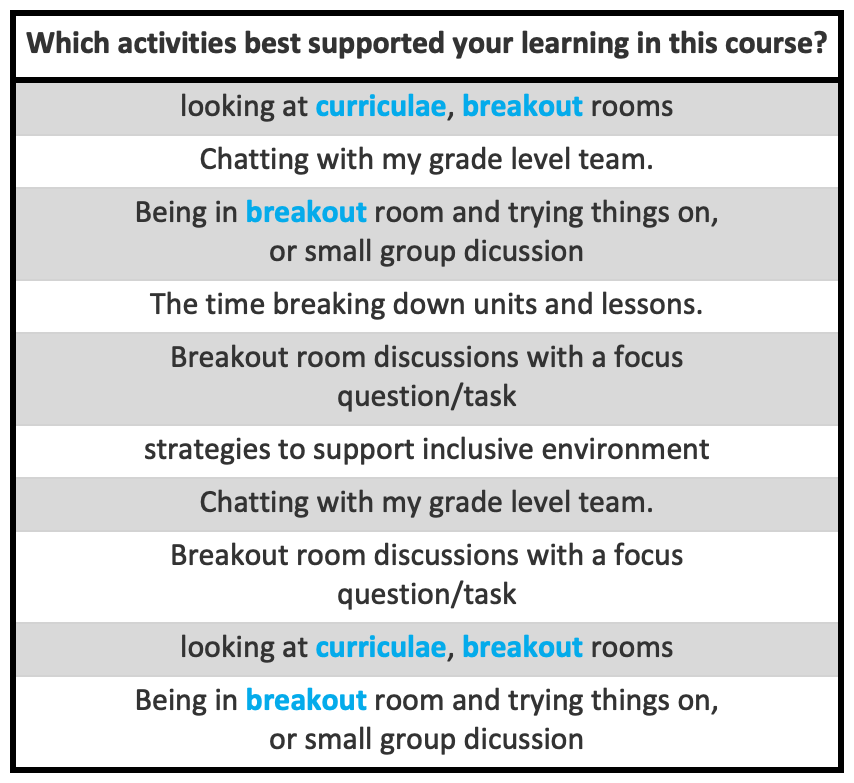 Which activities best supported your learning in this course?
looking at curriculae, breakout rooms
Chatting with my grade level team.
Being in breakout room and trying things on,
or small group dicussion
The time breaking down units and lessons.
Breakout room discussions with a focus
question/task
strategies to support inclusive environment
Chatting with my grade level team.
Breakout room discussions with a focus
question/task
looking at curriculae, breakout rooms
Being in breakout room and trying things on,
or small group dicussion